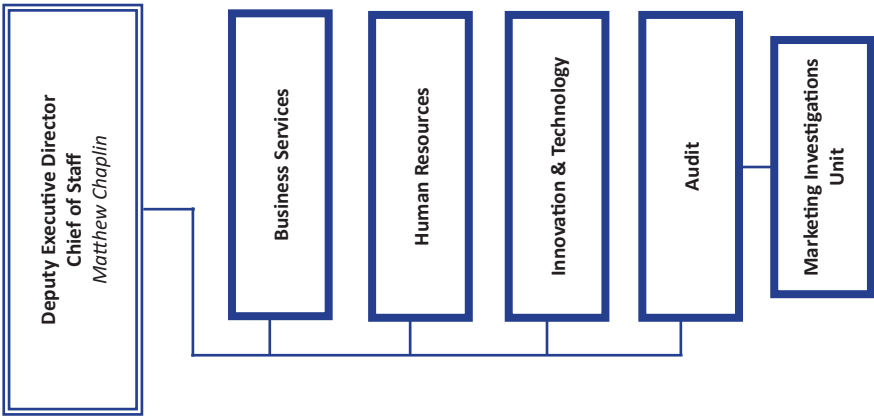 Deputy Executive Director
Chief of Staff
Matthew Chaplin
Business Services
Human Resources
Innovation & Technology
Audit
Marketing Investigations
Unit